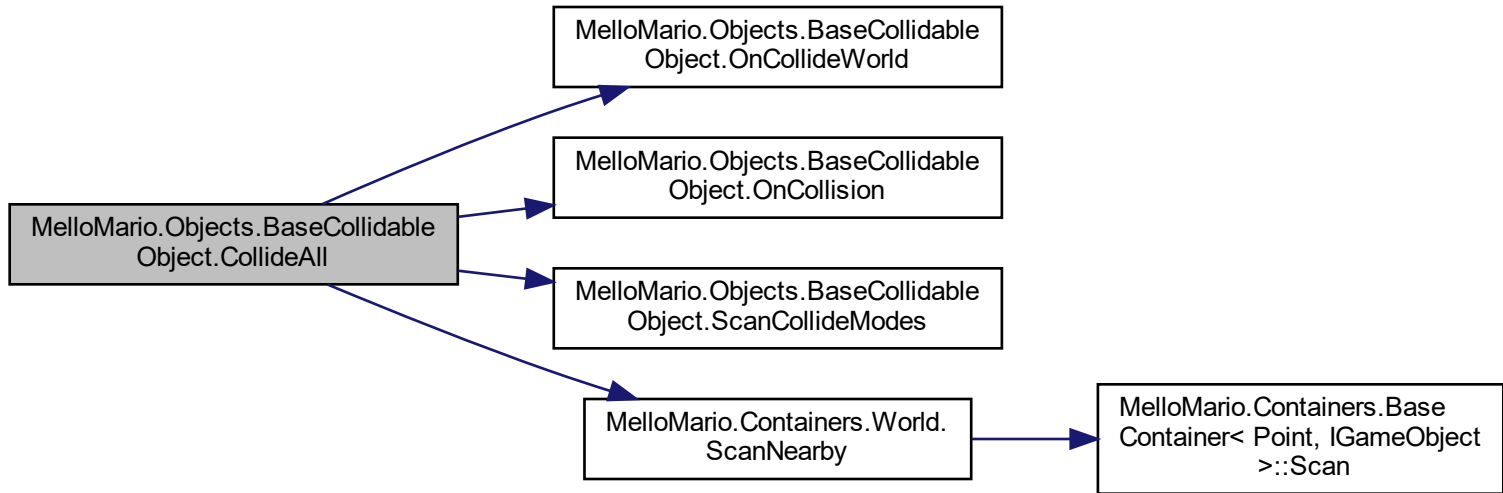 MelloMario.Objects.BaseCollidable
Object.OnCollideWorld
MelloMario.Objects.BaseCollidable
Object.OnCollision
MelloMario.Objects.BaseCollidable
Object.CollideAll
MelloMario.Objects.BaseCollidable
Object.ScanCollideModes
MelloMario.Containers.World.
ScanNearby
MelloMario.Containers.Base
Container< Point, IGameObject
>::Scan